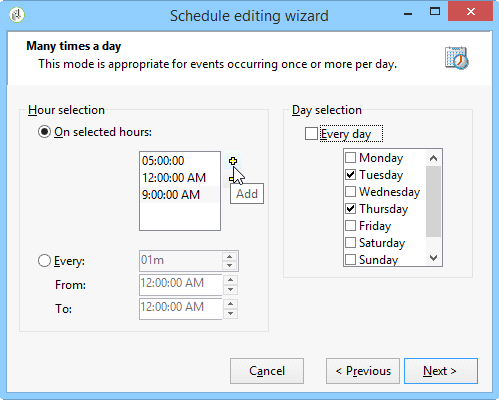 Schedule editing wizard
Many times a day
This mode is appropriate for events occurring once or more per day.
Hour selection
On selected hours:
05:00:00
12:00:00 AM
9:00:00 AM
Add
Every:
01m
From:
12:00:00 AM
To:
12:00:00 AM
Day selection
Every day
Monday
Tuesday
Wednesday
Thursday
Friday
Saturday
Sunday
Cancel
< Previous
Next >